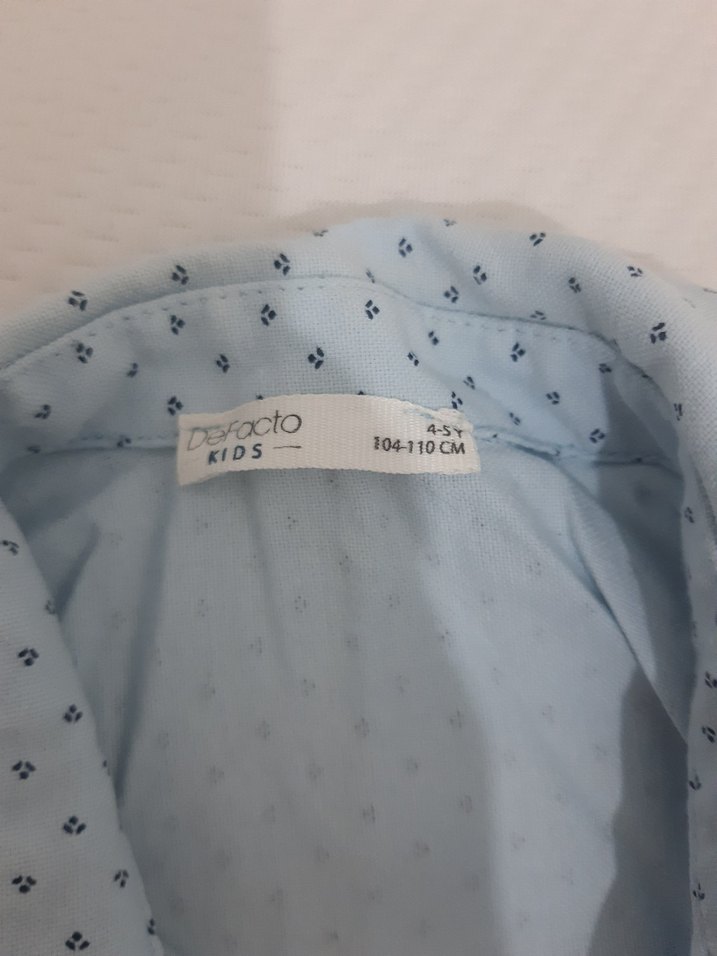 DeFacto
KIDS
4-5 Y
104-110 CM